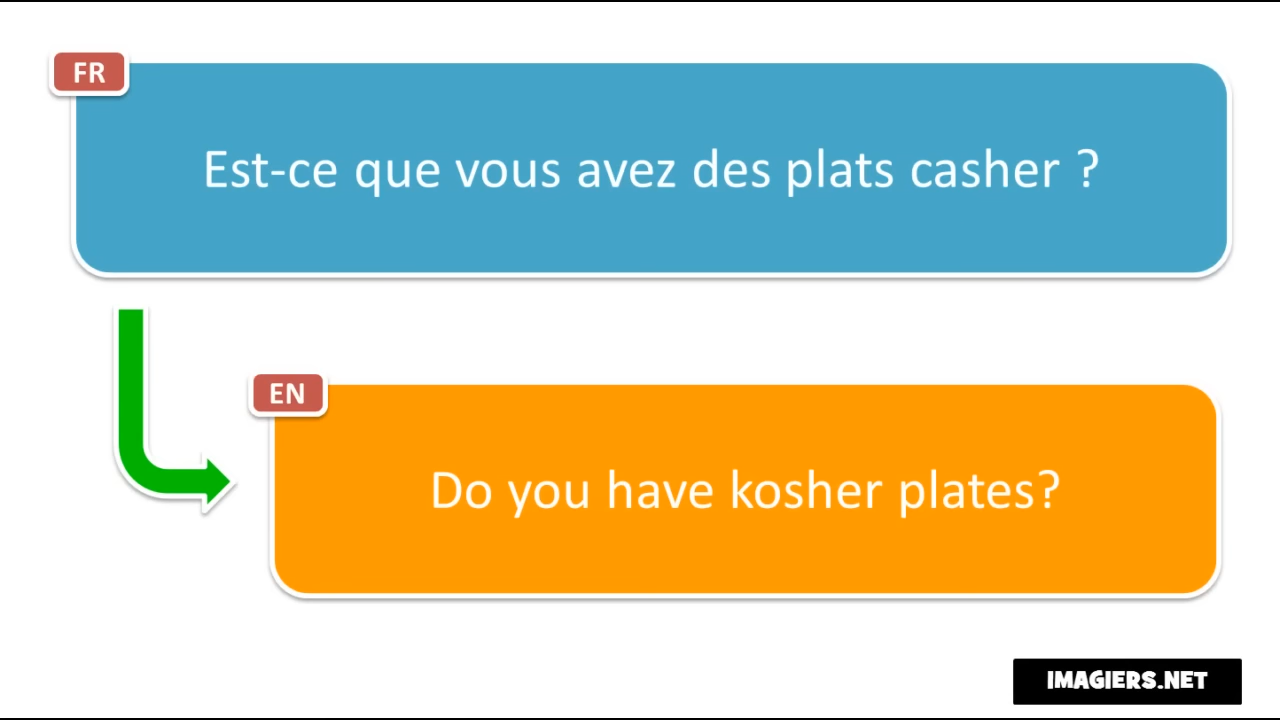 FR
Est-ce que vous avez des plats casher ?
EN
Do you have kosher plates?
IMAGIERS.NET